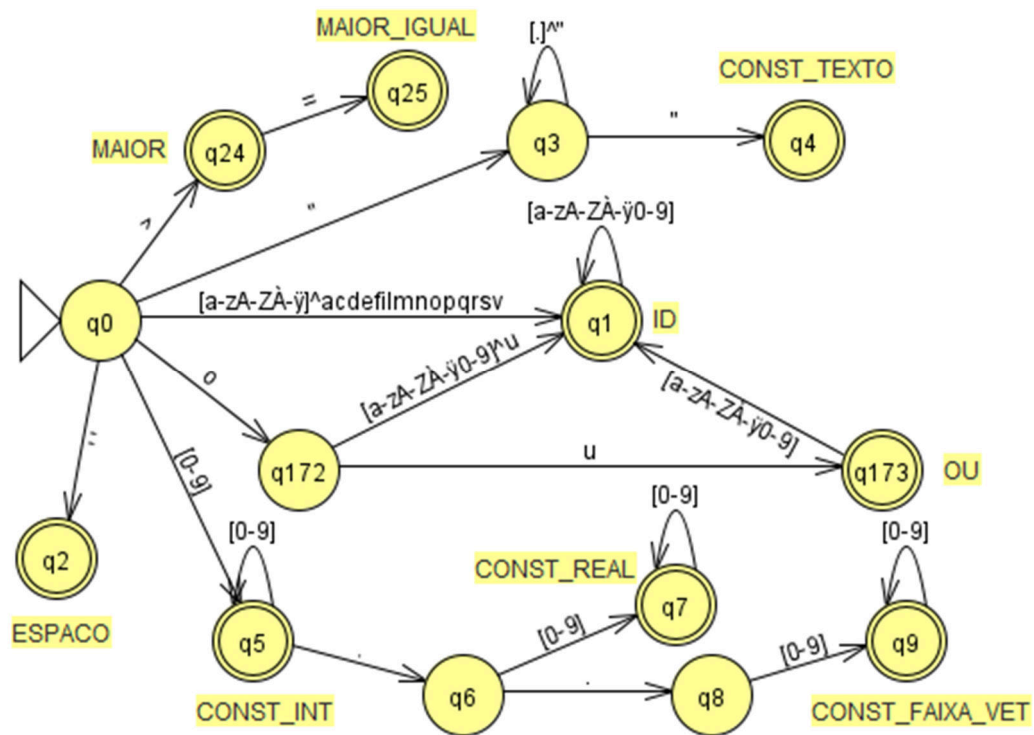 MAIOR_IGUAL
[.]^"
CONST_TEXTO
q25
=
q24
MAIOR
q3
"
q4
>
"
[a-zA-ZÀ-ÿ0-9]
q0
[a-zA-ZÀ-ÿ]^acdefilmnopqrsv
q1
ID
[a-zA-ZÀ-ÿ0-9]^u
[a-zA-ZÀ-ÿ0-9]
o
' '
[0-9]
q172
u
q173
OU
q2
ESPACO
[0-9]
[0-9]
[0-9]
CONST_REAL
q7
q5
[0-9]
q9
.
[0-9]
q6
.
q8
CONST_INT
CONST_FAIXA_VET